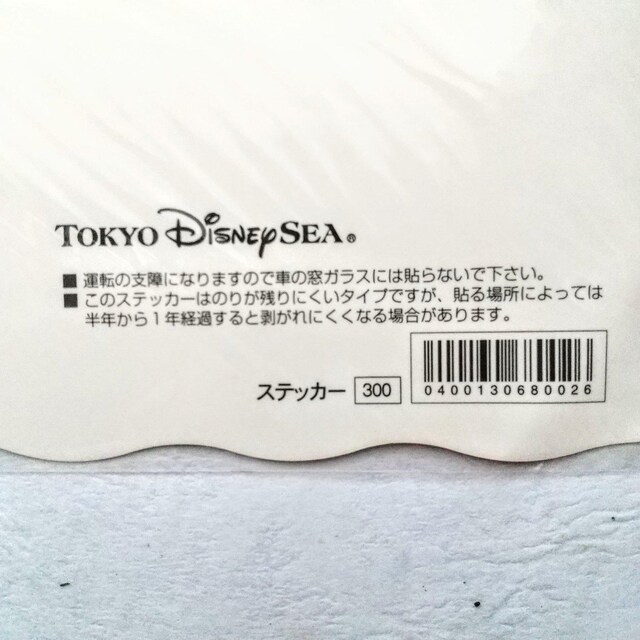 TOKYO DISNEY SEA®
■ 運転の支障になりますので車の窓ガラスには貼らないで下さい。
■ このステッカーはのりが残りにくいタイプですが、貼る場所によっては
半年から1年経過すると剥がれにくくなる場合があります。
ステッカー 300
0400130680026